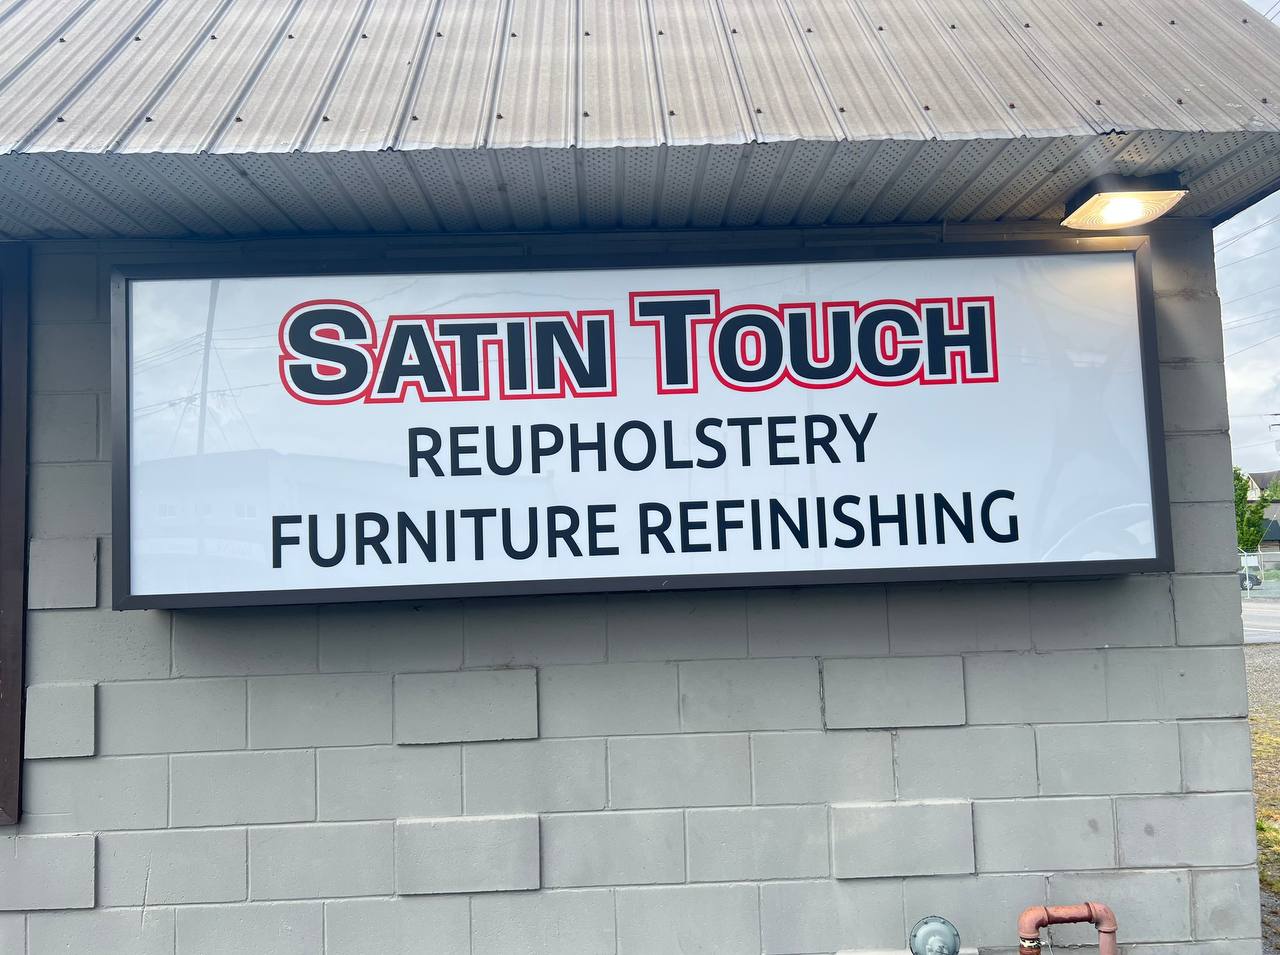 SATIN TOUCH
REUPHOLSTERY
FURNITURE REFINISHING